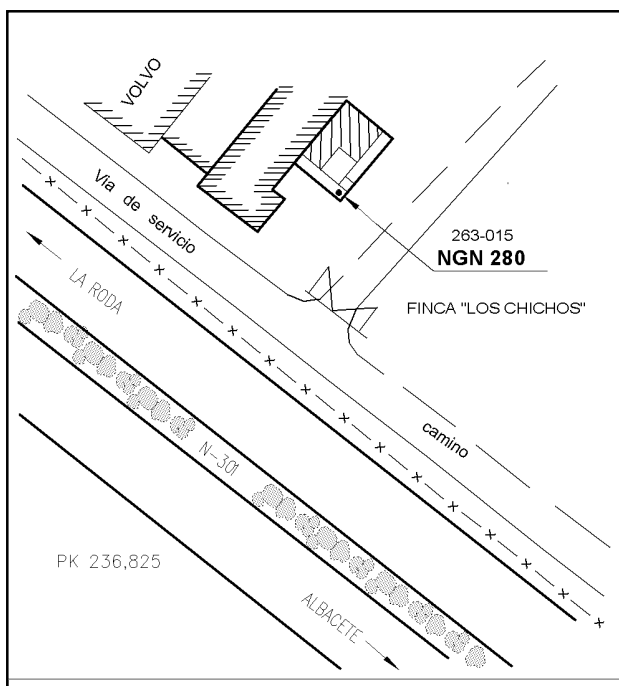 VOLVO
Via de servicio
263-015
NGN 280
LA RODA
FINCA "LOS CHICHOS"
camino
N-301
PK 236,825
ALBACETE